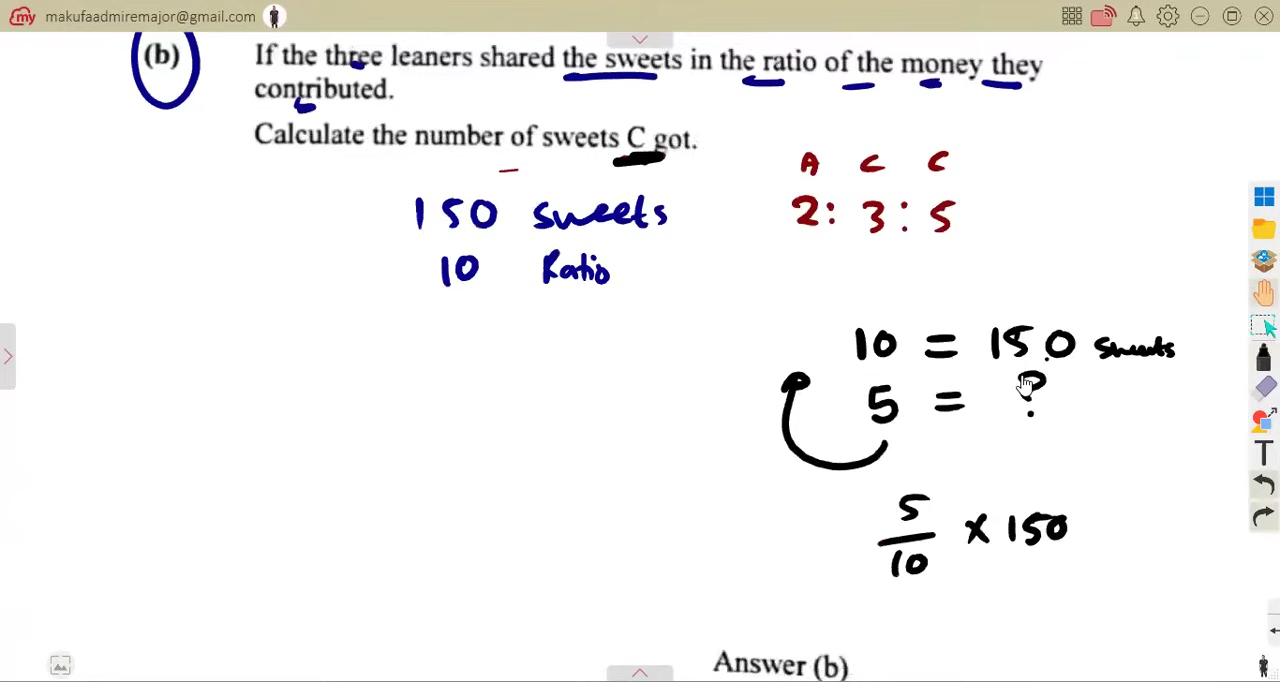 my makufaadmiremajor@gmail.com
(b) If the three leaners shared the sweets in the ratio of the money they
contributed.
Calculate the number of sweets C got.
A C C
150 sweets 2: 3: 5
10 Ratio
10 = 150 sweets
5 = ?
5/10 x 150
T
Answer (b)